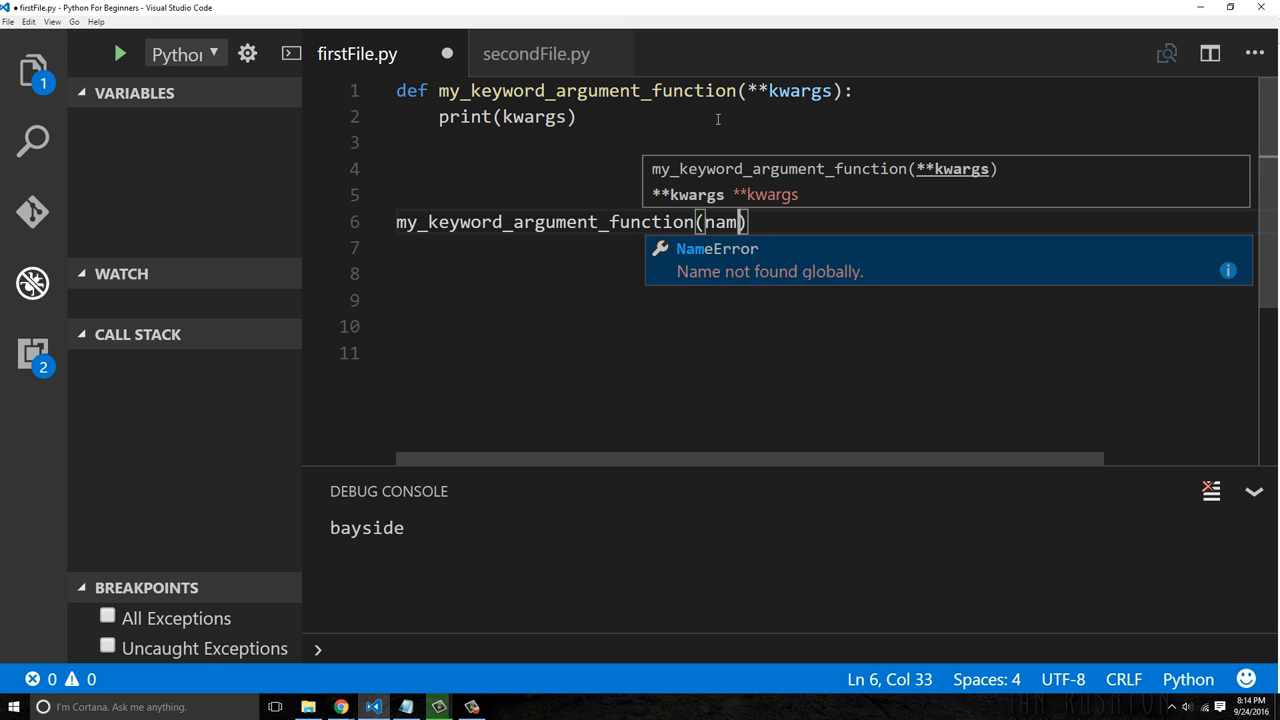 ● firstFile.py - Python For Beginners - Visual Studio Code
File Edit View Go Help
1
2
Pythor
VARIABLES
WATCH
CALL STACK
BREAKPOINTS
All Exceptions
Uncaught Exceptions
firstFile.py ● secondFile.py
1 def my_keyword_argument_function(**kwargs):
2 print(kwargs)
3
4
5
6 my_keyword_argument_function(nam)
7
8
9
10
11
my_keyword_argument_function(**kwargs)
**kwargs **kwargs
NameError
Name not found globally.
DEBUG CONSOLE
bayside
0 0 Ln 6, Col 33 Spaces: 4 UTF-8 CRLF Python
I'm Cortana. Ask me anything.
8:14 PM
9/24/2016